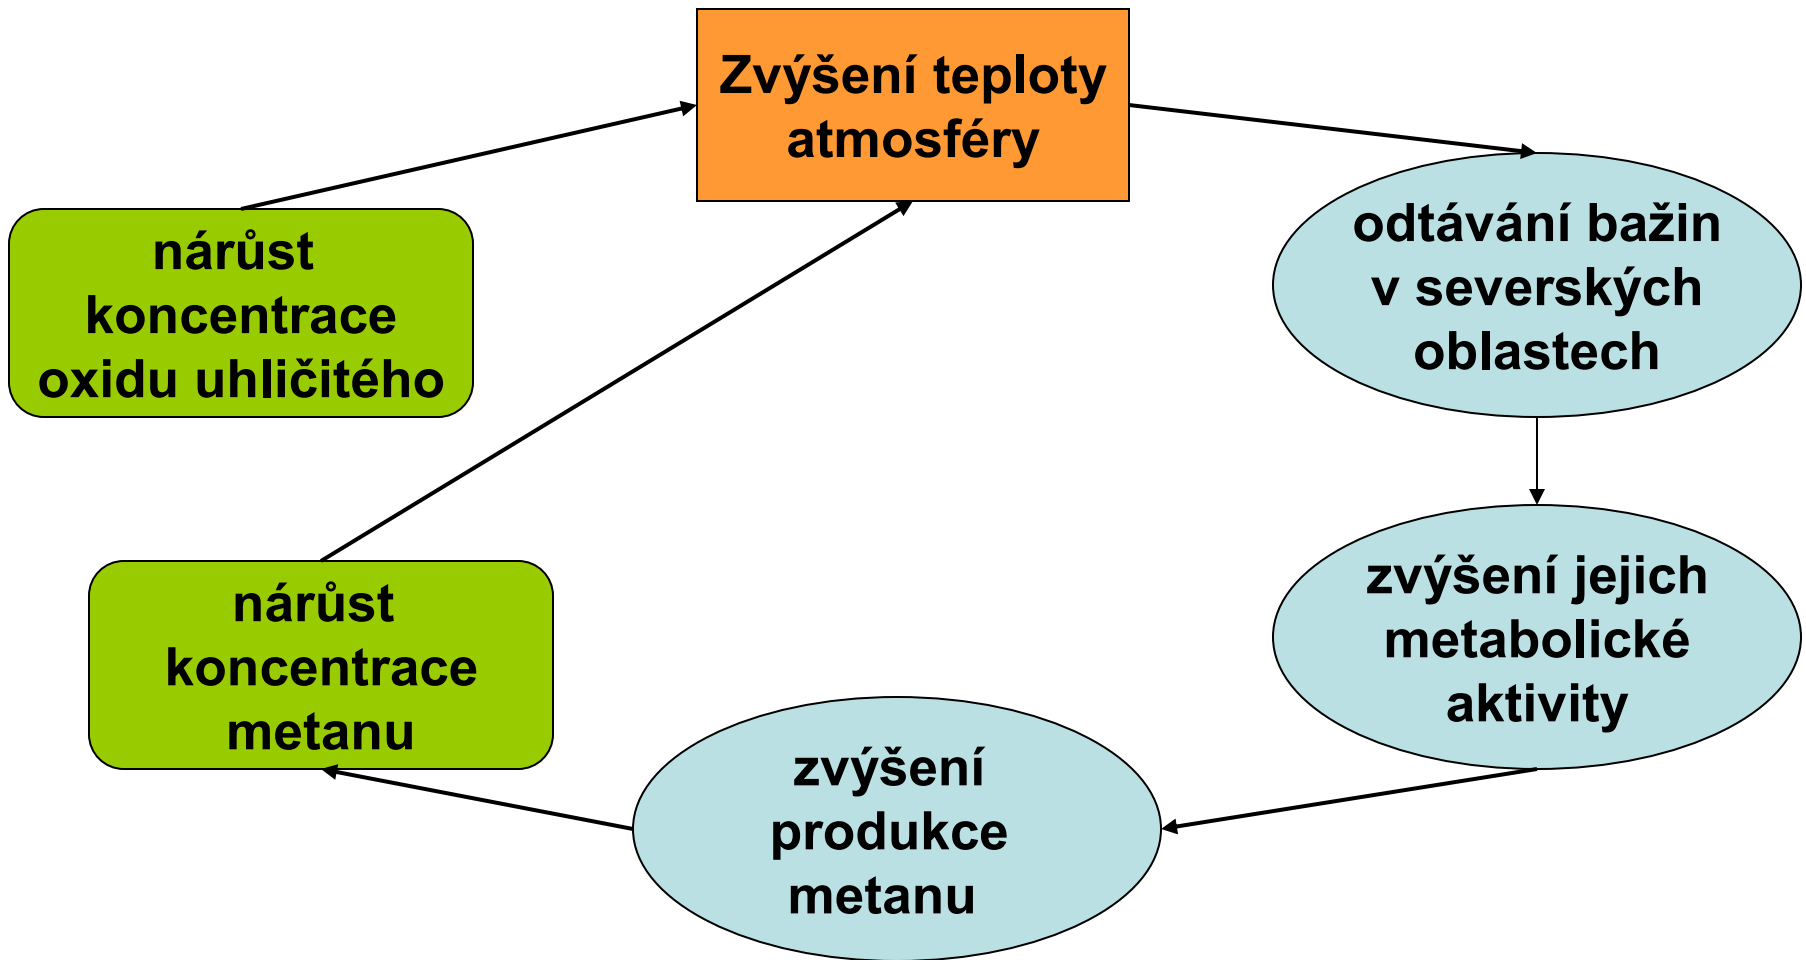 Zvýšení teploty
atmosféry
nárůst
koncentrace
oxidu uhličitého
odtávání bažin
v severských
oblastech
zvýšení jejich
metabolické
aktivity
zvýšení
produkce
metanu
nárůst
koncentrace
metanu